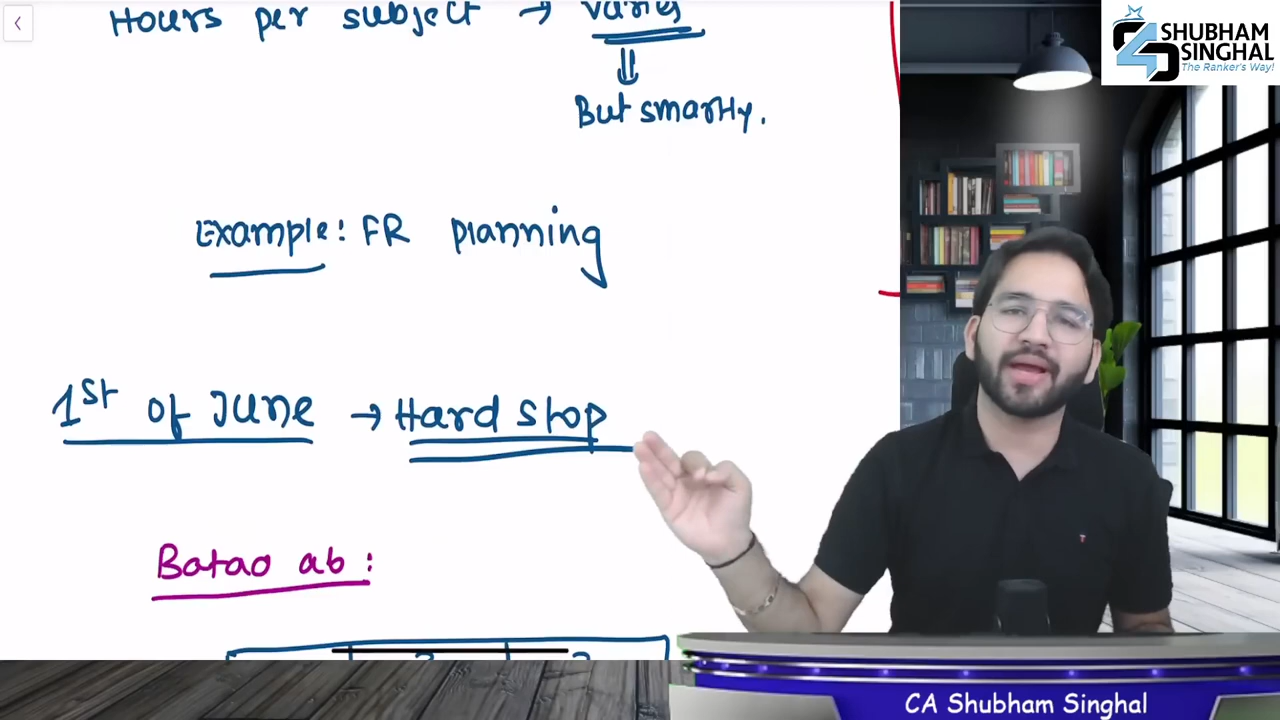 Hours per subject → varies
SHUBHAM
SINGHAL
The Ranker's Way!
But smartly.
Example: FR planning
1st of June → Hard stop
Batao ab :
CA Shubham Singhal